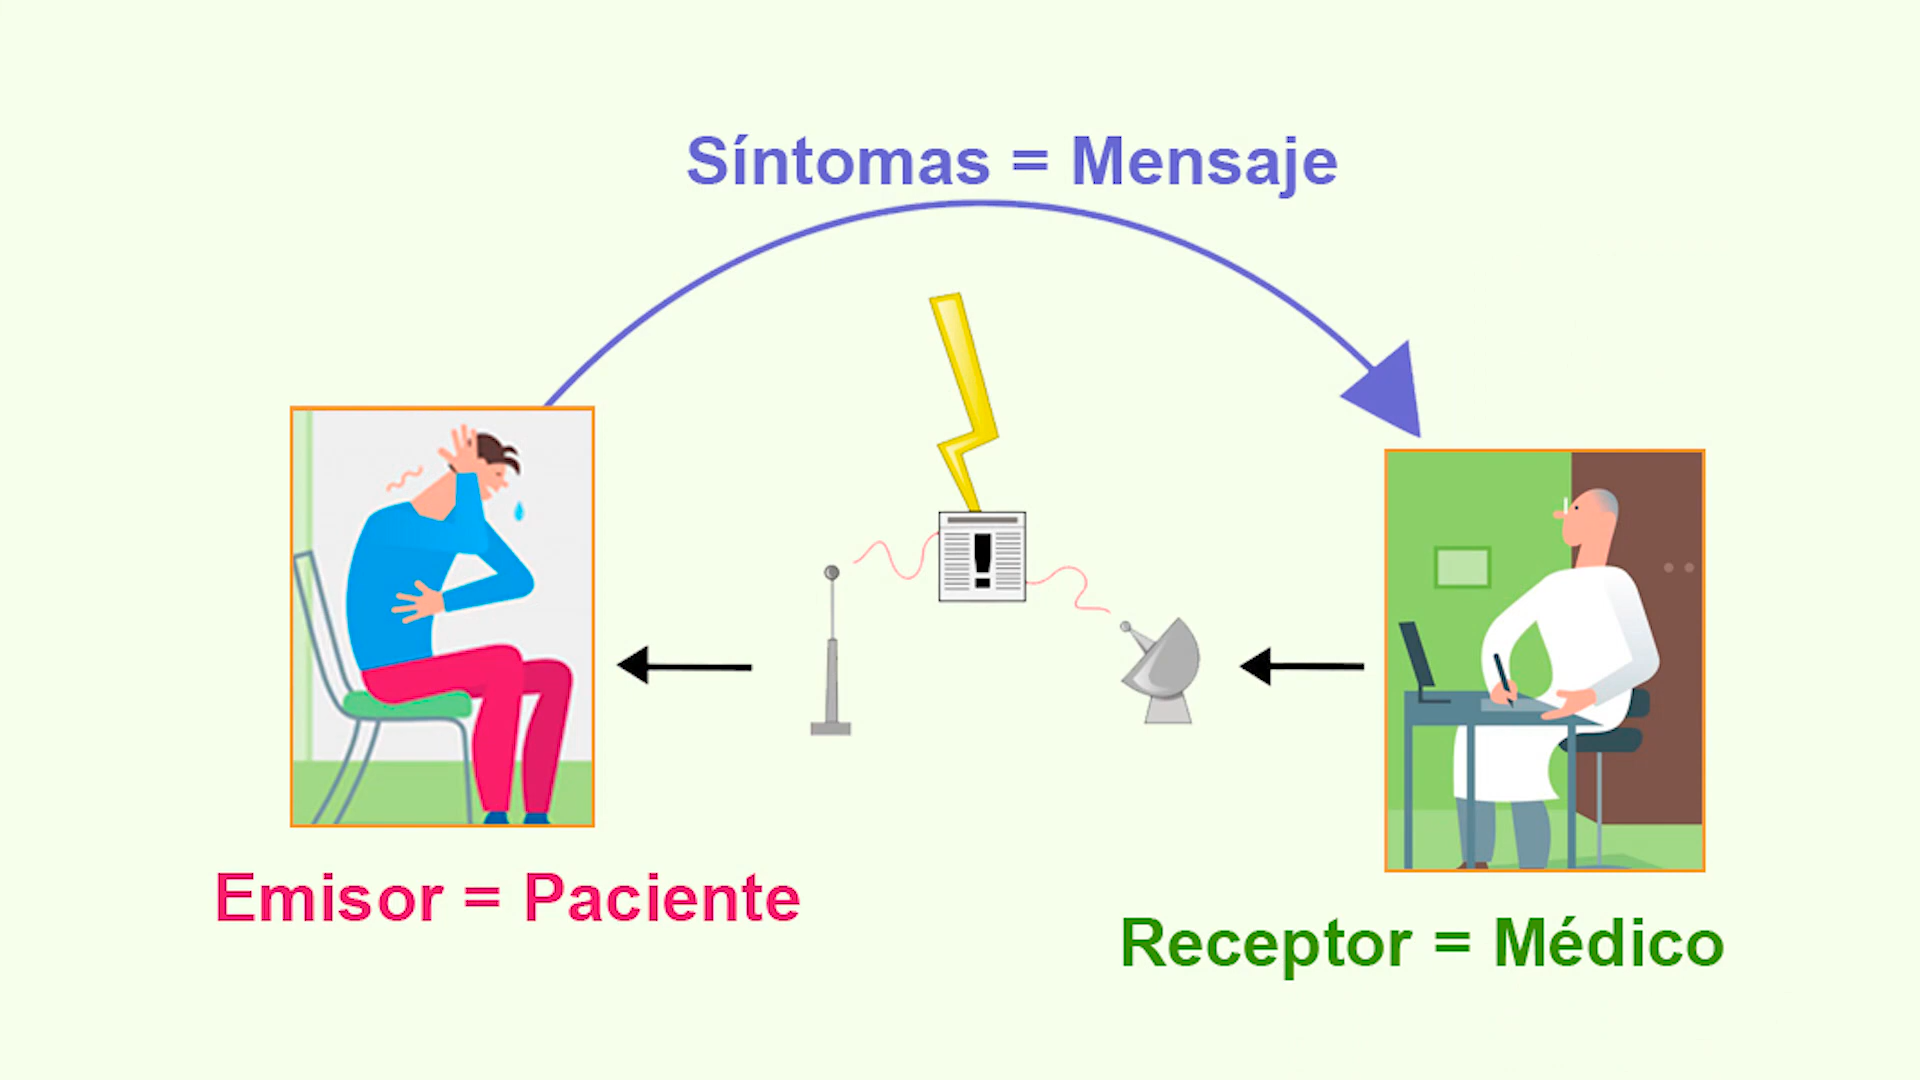 Síntomas = Mensaje
!
Emisor = Paciente
Receptor = Médico